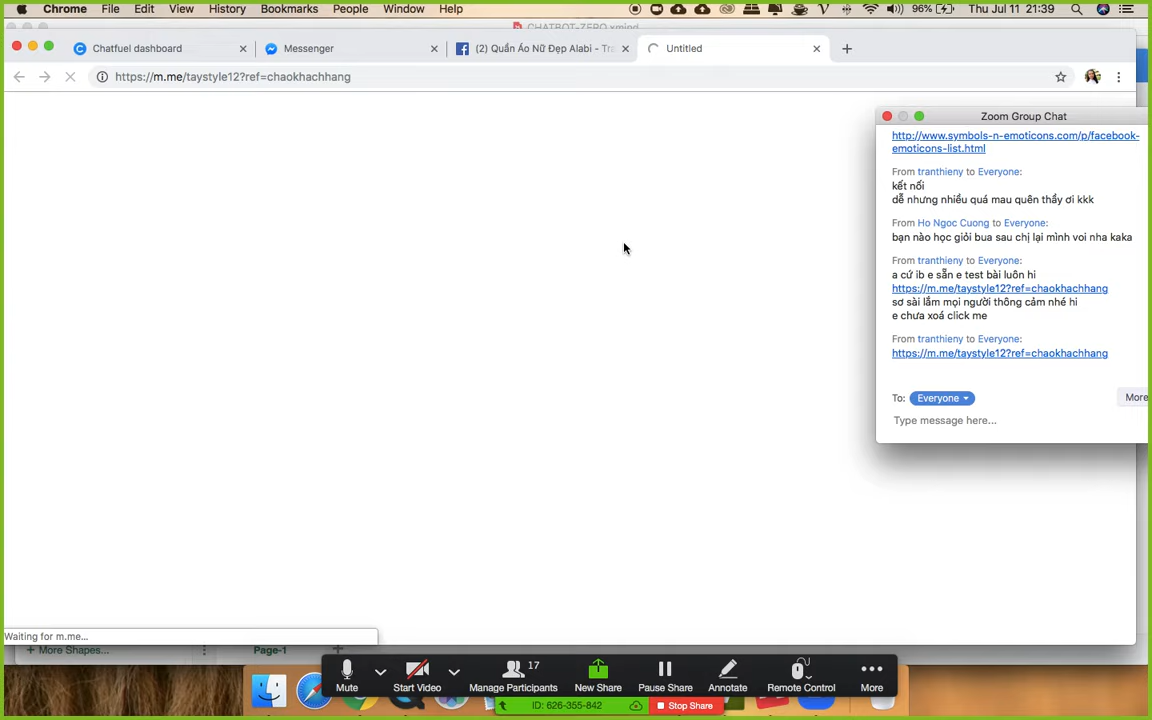 Chrome File Edit View History Bookmarks People Window Help
96% Thu Jul 11 21:39
CHATBOT-ZERO.xmind
Chatfuel dashboard
Messenger
(2) Quần Áo Nữ Đẹp Alabi - Tr
Untitled
https://m.me/taystyle12?ref=chaokhachhang
Zoom Group Chat
http://www.symbols-n-emoticons.com/p/facebook-
emoticons-list.html
From tranthieny to Everyone:
kết nối
dễ nhưng nhiều quá mau quên thầy ơi kkk
From Ho Ngoc Cuong to Everyone:
bạn nào học giỏi bua sau chị lại mình voi nha kaka
From tranthieny to Everyone:
a cứ ib e sẵn e test bài luôn hi
https://m.me/taystyle12?ref=chaokhachhang
sơ sài lắm mọi người thông cảm nhé hi
e chưa xoá click me
From tranthieny to Everyone:
https://m.me/taystyle12?ref=chaokhachhang
To: Everyone
More
Type message here...
Waiting for m.me...
+ More Shapes...
Page-1
Mute
Start Video
17
Manage Participants
New Share
Pause Share
Annotate
Remote Control
More
ID: 626-355-842
Stop Share